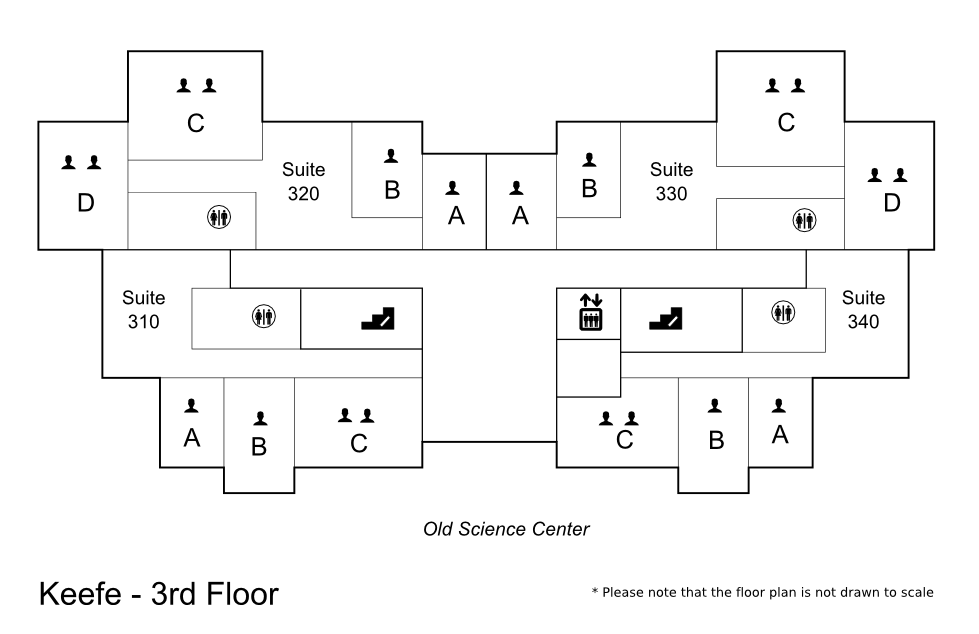 C
C
D
Suite
320
B
A
A
B
Suite
330
D
Suite
310
Suite
340
A
B
C
C
B
A
Old Science Center
Keefe - 3rd Floor
* Please note that the floor plan is not drawn to scale